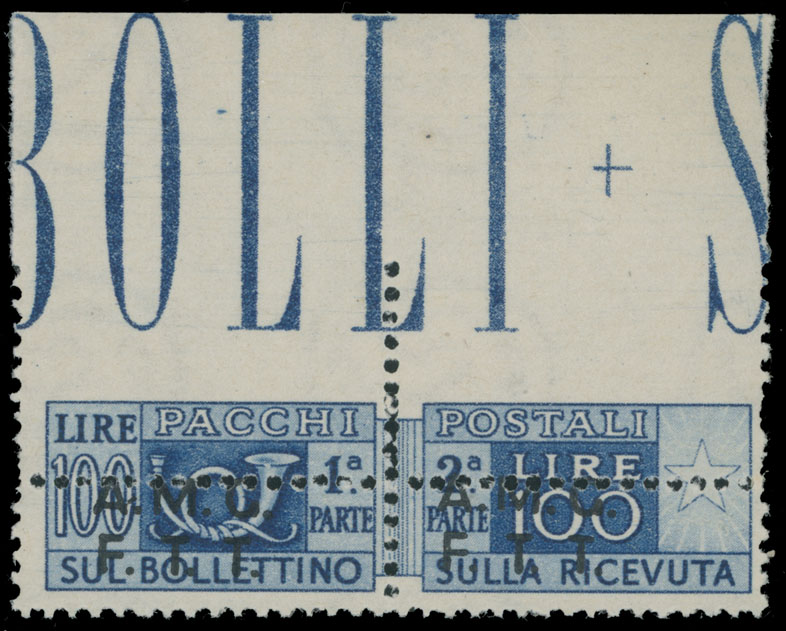 BOLLI + S
LIRE PACCHI POSTALI
100 1ª PARTE 2ª PARTE LIRE 100
A.M.G. A.M.G.
F.T.T. F.T.T.
SUL BOLLETTINO SULLA RICEVUTA